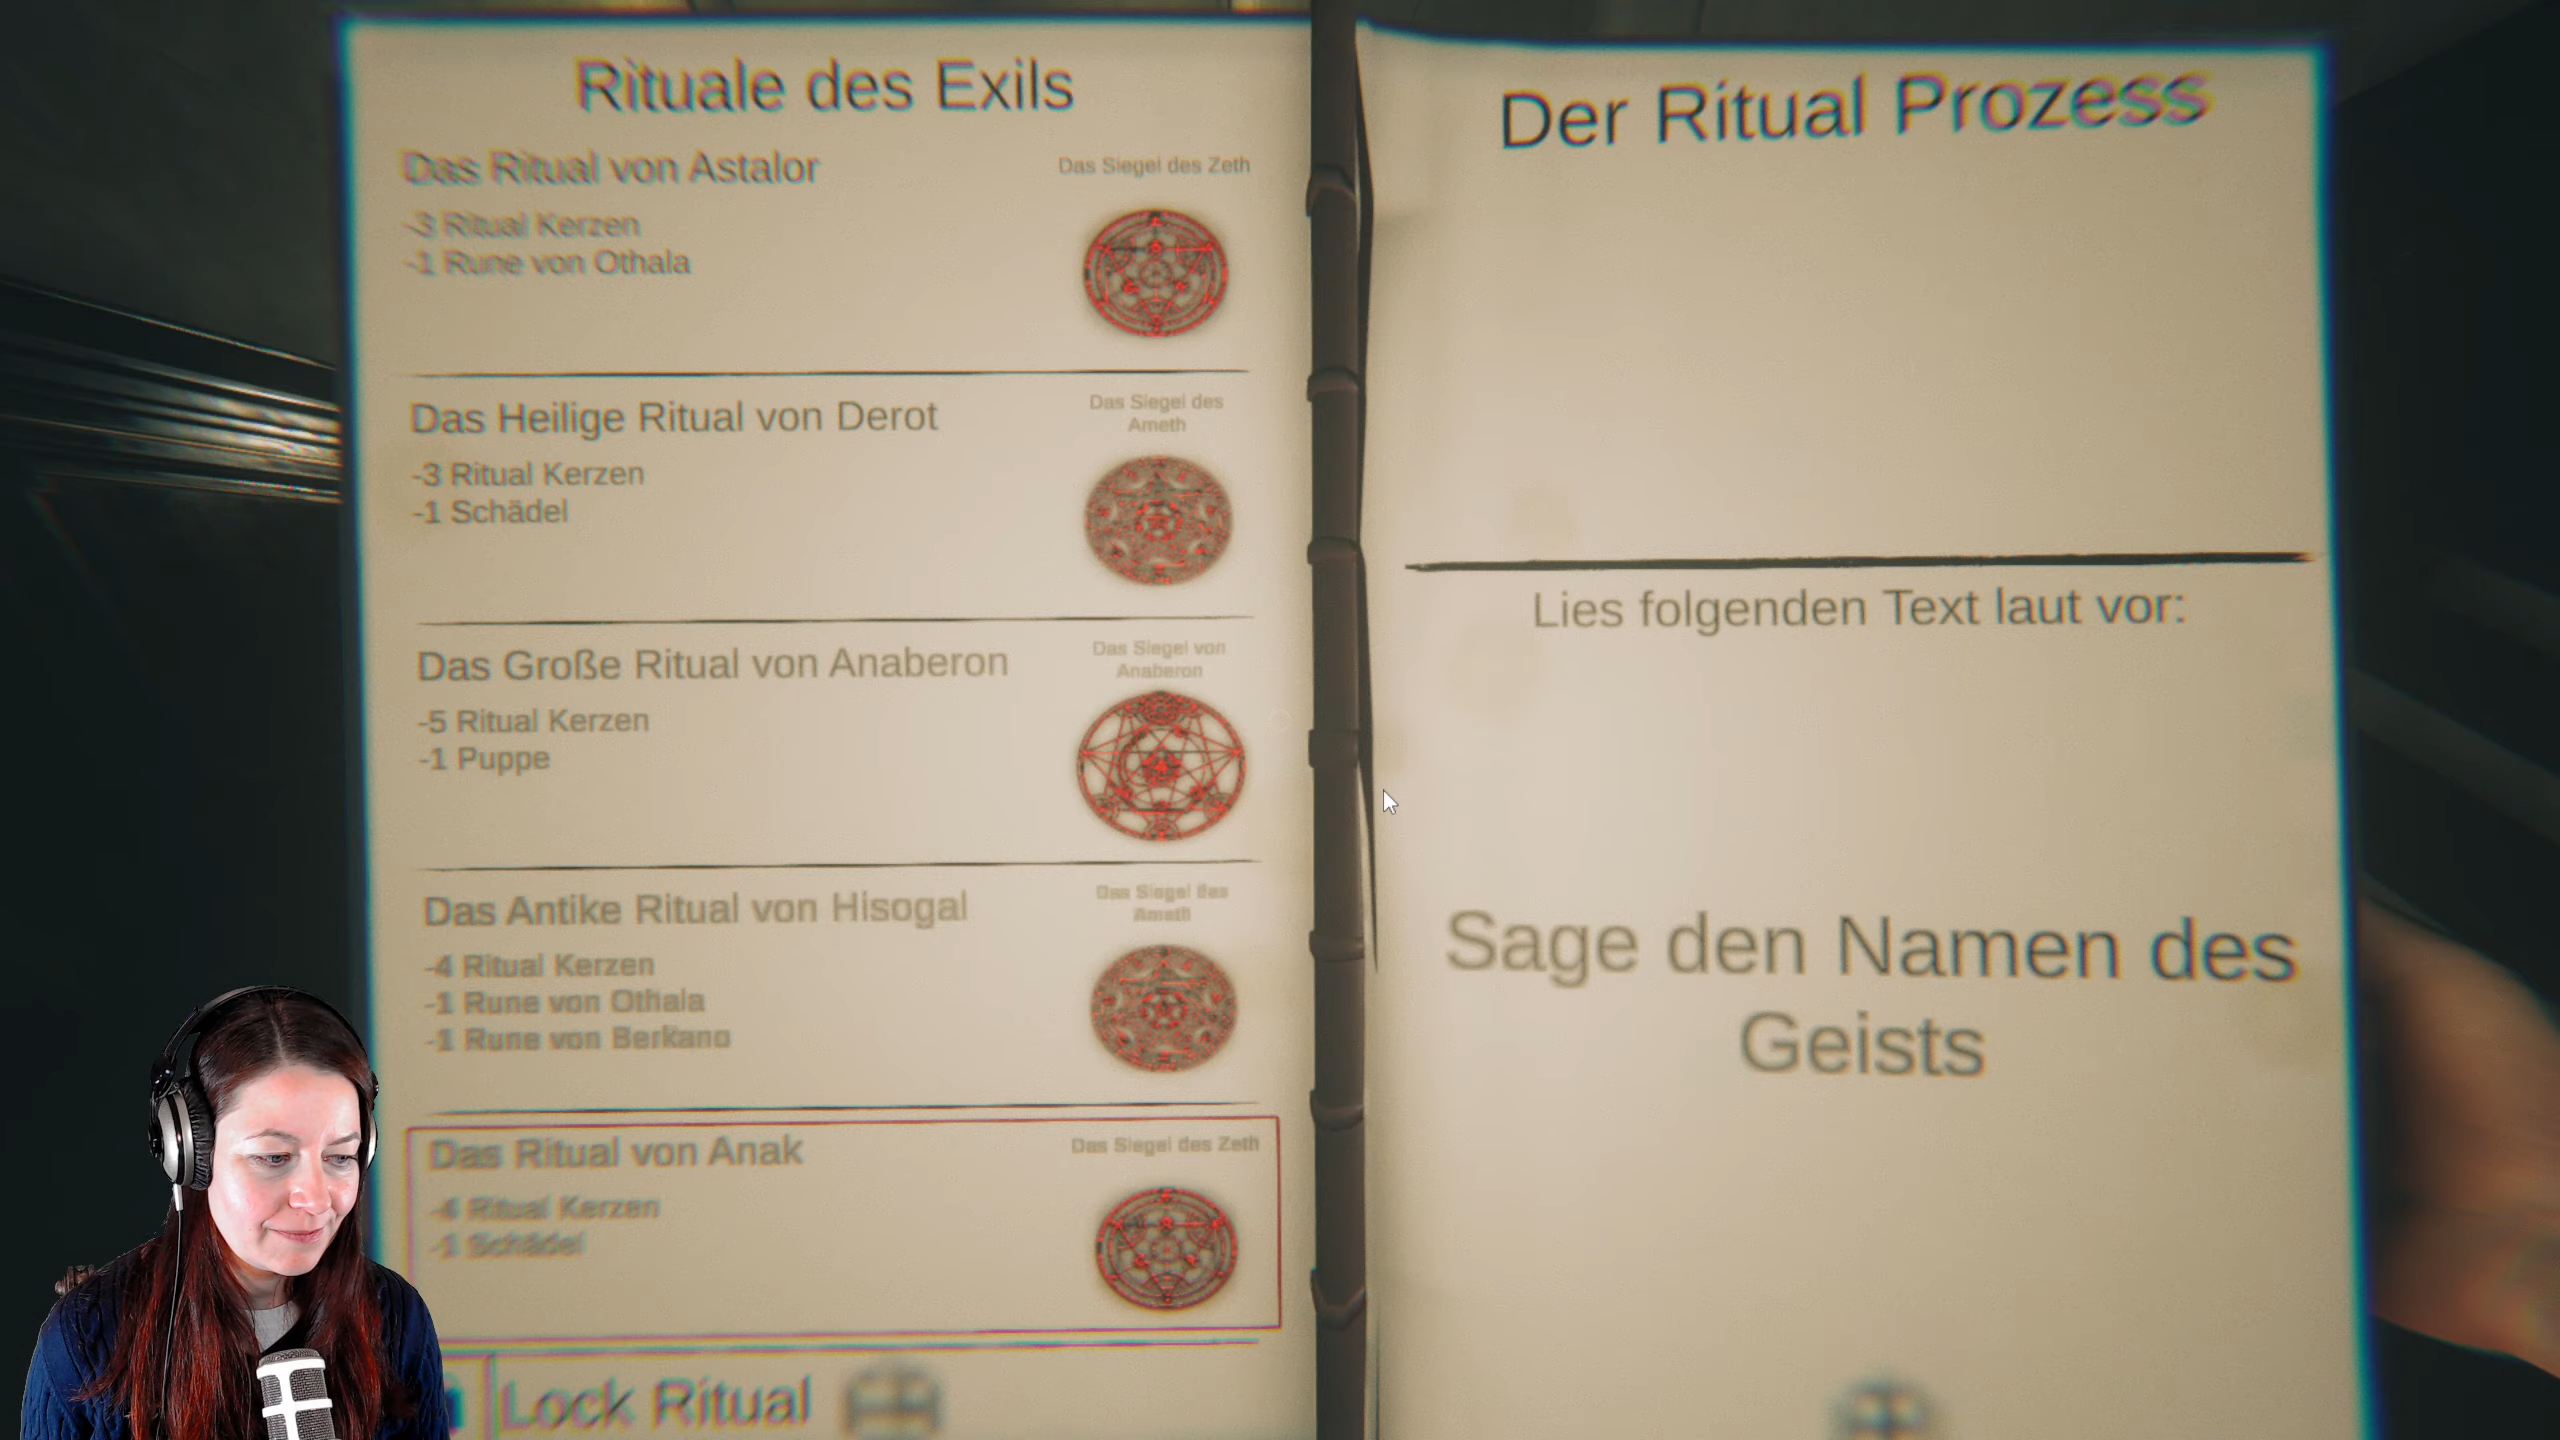 Rituale des Exils
Das Ritual von Astalor
Das Siegel des Zeth
-3 Ritual Kerzen
-1 Rune von Othala
Das Heilige Ritual von Derot
Das Siegel des
Ameth
-3 Ritual Kerzen
-1 Schädel
Das Große Ritual von Anaberon
Das Siegel von
Anaberon
-5 Ritual Kerzen
-1 Puppe
Das Antike Ritual von Hisogal
Das Siegel des
Ameth
-4 Ritual Kerzen
-1 Rune von Othala
-1 Rune von Berkano
Das Ritual von Anak
Das Siegel des Zeth
-4 Ritual Kerzen
-1 Schädel
Lock Ritual
Der Ritual Prozess
Lies folgenden Text laut vor:
Sage den Namen des
Geists